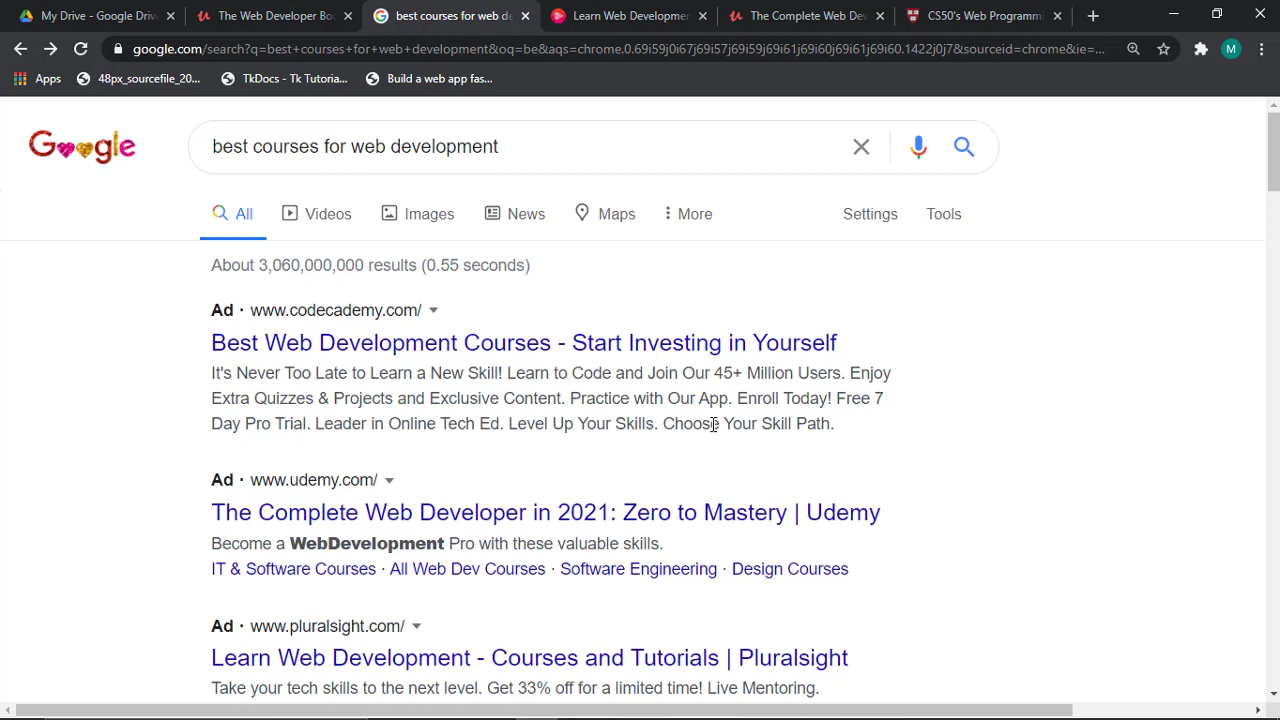 My Drive - Google Driv
The Web Developer Bo
best courses for web de
Learn Web Developmen
The Complete Web Dev
CS50's Web Programm
google.com/search?q=best+courses+for+web+development&oq=be&aqs=chrome.0.69i59j0i67j69i57j69i59j69i61j69i60j69i61j69i60.1422j0j7&sourceid=chrome&ie=...
M
Apps
48px_sourcefile_20...
TkDocs - Tk Tutoria...
Build a web app fas...
Google
best courses for web development
All
Videos
Images
News
Maps
More
Settings
Tools
About 3,060,000,000 results (0.55 seconds)
Ad · www.codecademy.com/
Best Web Development Courses - Start Investing in Yourself
It's Never Too Late to Learn a New Skill! Learn to Code and Join Our 45+ Million Users. Enjoy
Extra Quizzes & Projects and Exclusive Content. Practice with Our App. Enroll Today! Free 7
Day Pro Trial. Leader in Online Tech Ed. Level Up Your Skills. Choose Your Skill Path.
Ad · www.udemy.com/
The Complete Web Developer in 2021: Zero to Mastery | Udemy
Become a WebDevelopment Pro with these valuable skills.
IT & Software Courses · All Web Dev Courses · Software Engineering · Design Courses
Ad · www.pluralsight.com/
Learn Web Development - Courses and Tutorials | Pluralsight
Take your tech skills to the next level. Get 33% off for a limited time! Live Mentoring.